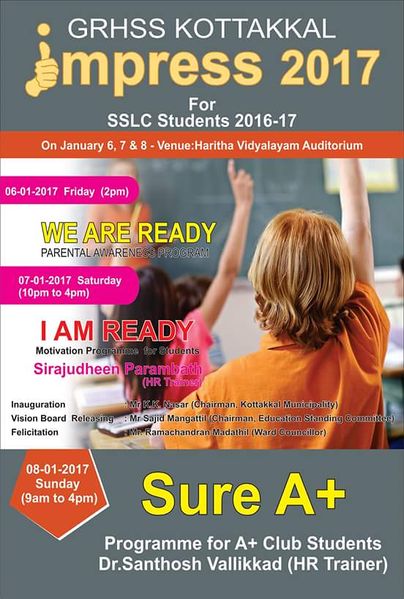 GRHSS KOTTAKKAL
impress 2017
For
SSLC Students 2016-17
On January 6, 7 & 8 - Venue:Haritha Vidyalayam Auditorium
06-01-2017 Friday (2pm)
WE ARE READY
PARENTAL AWARENESS PROGRAM
07-01-2017 Saturday
(10pm to 4pm)
I AM READY
Motivation Programme for Students
Sirajudheen Parambath
(HR Trainer)
Inauguration : Mr K.K. Nasar (Chairman, Kottakkal Municipality)
Vision Board Releasing : Mr Sajid Mangattil (Chairman, Education Standing Committee)
Felicitation : Mr. Ramachandran Madathil (Ward Councillor)
08-01-2017
Sunday
(9am to 4pm)
Sure A+
Programme for A+ Club Students
Dr.Santhosh Vallikkad (HR Trainer)